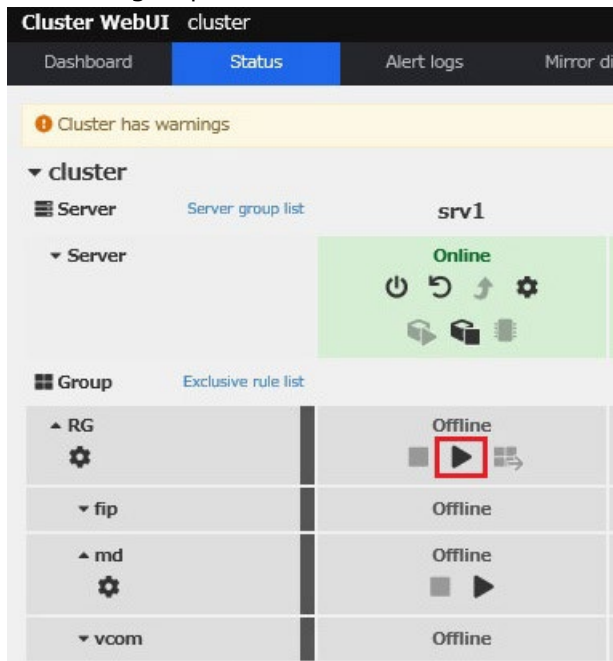 Cluster WebUI cluster
Dashboard Status Alert logs Mirror di
Cluster has warnings
cluster
Server Server group list srv1
Server Online
Group Exclusive rule list
RG Offline
fip Offline
md Offline
vcom Offline